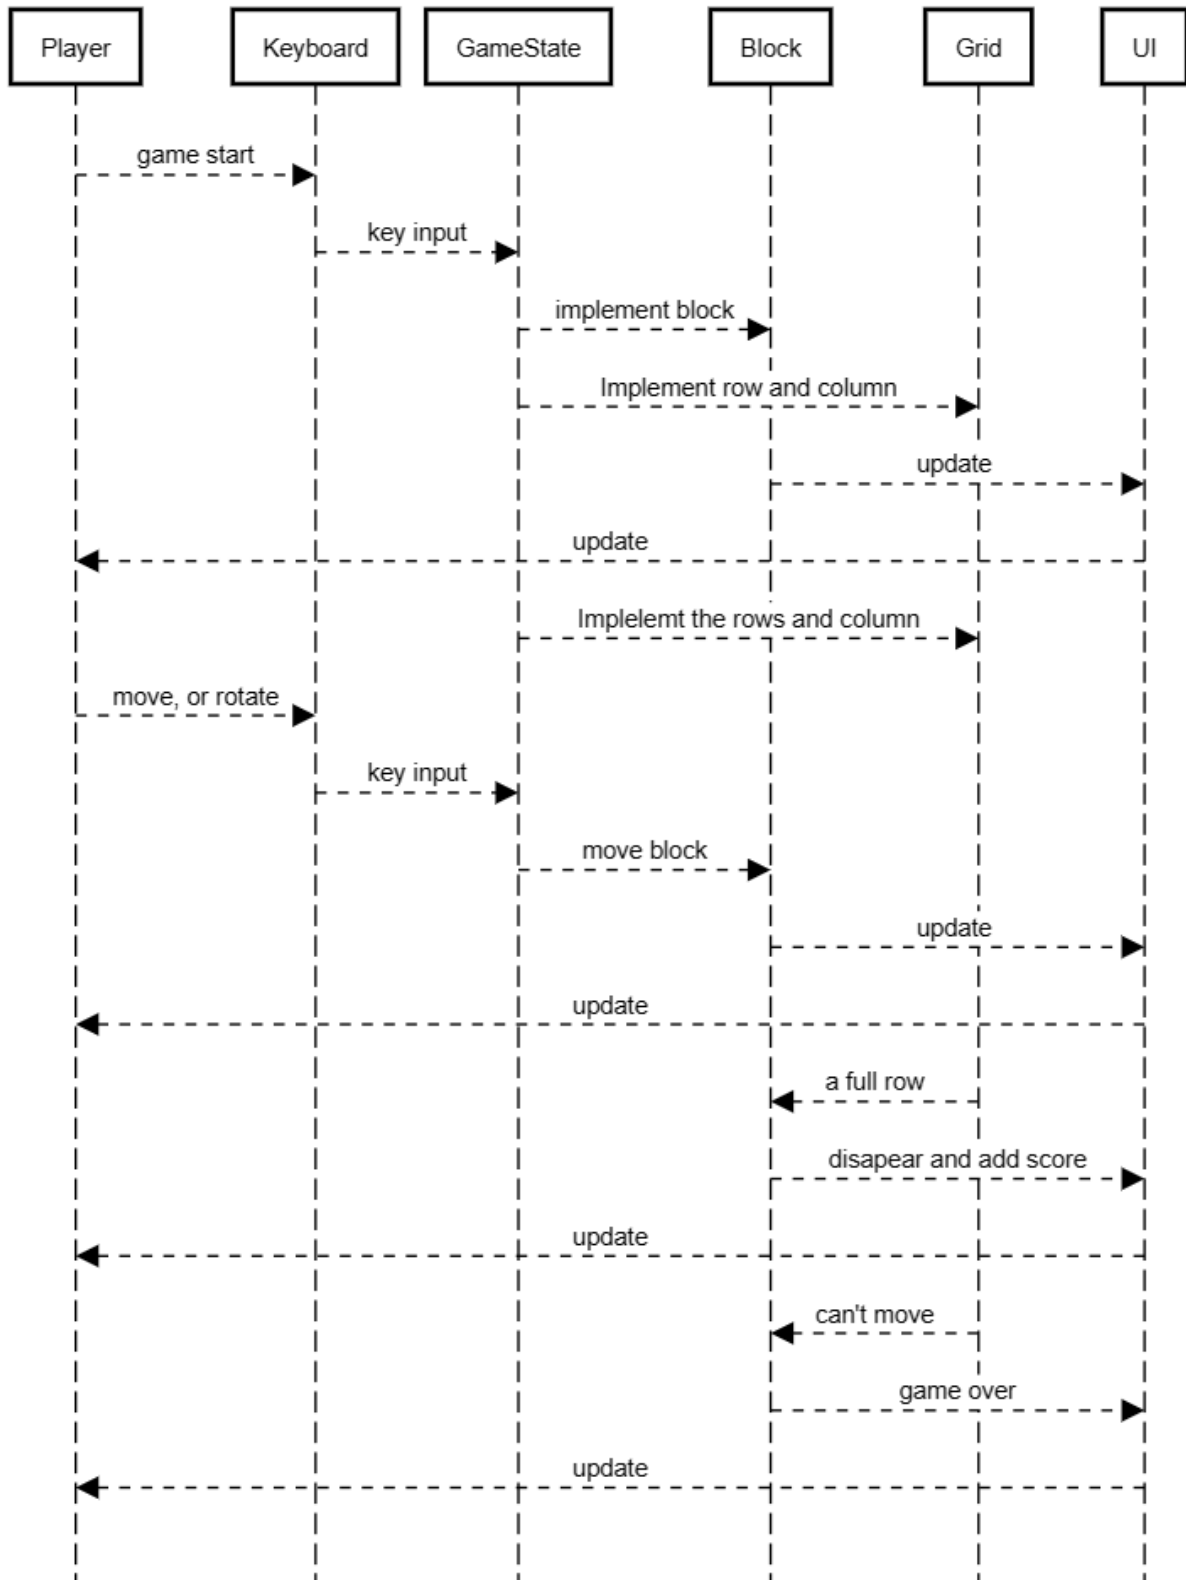 Player
Keyboard
GameState
Block
Grid
UI
game start
key input
implement block
Implement row and column
update
update
Implelemt the rows and column
move, or rotate
key input
move block
update
update
a full row
disapear and add score
update
can't move
game over
update